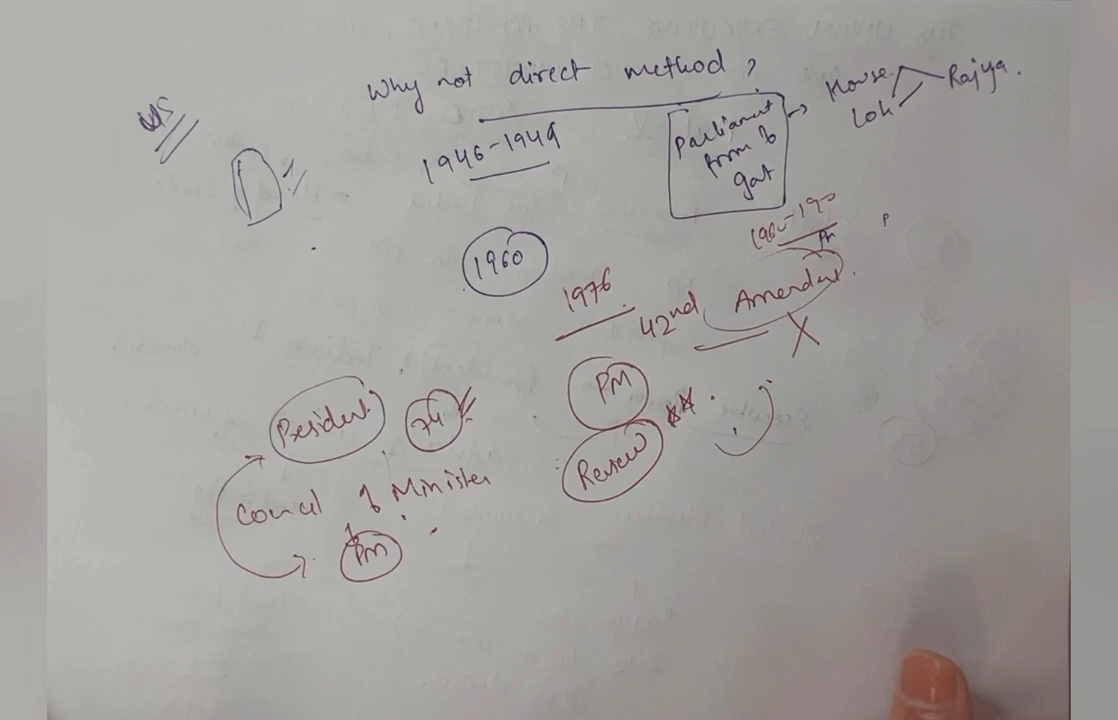 Why not direct method ?
US
1946-1949
Parliament
form of
govt
House
Rajya.
Lok
1960
1976
42nd Amendment.
President
74
PM
Review
Council of Minister
PM